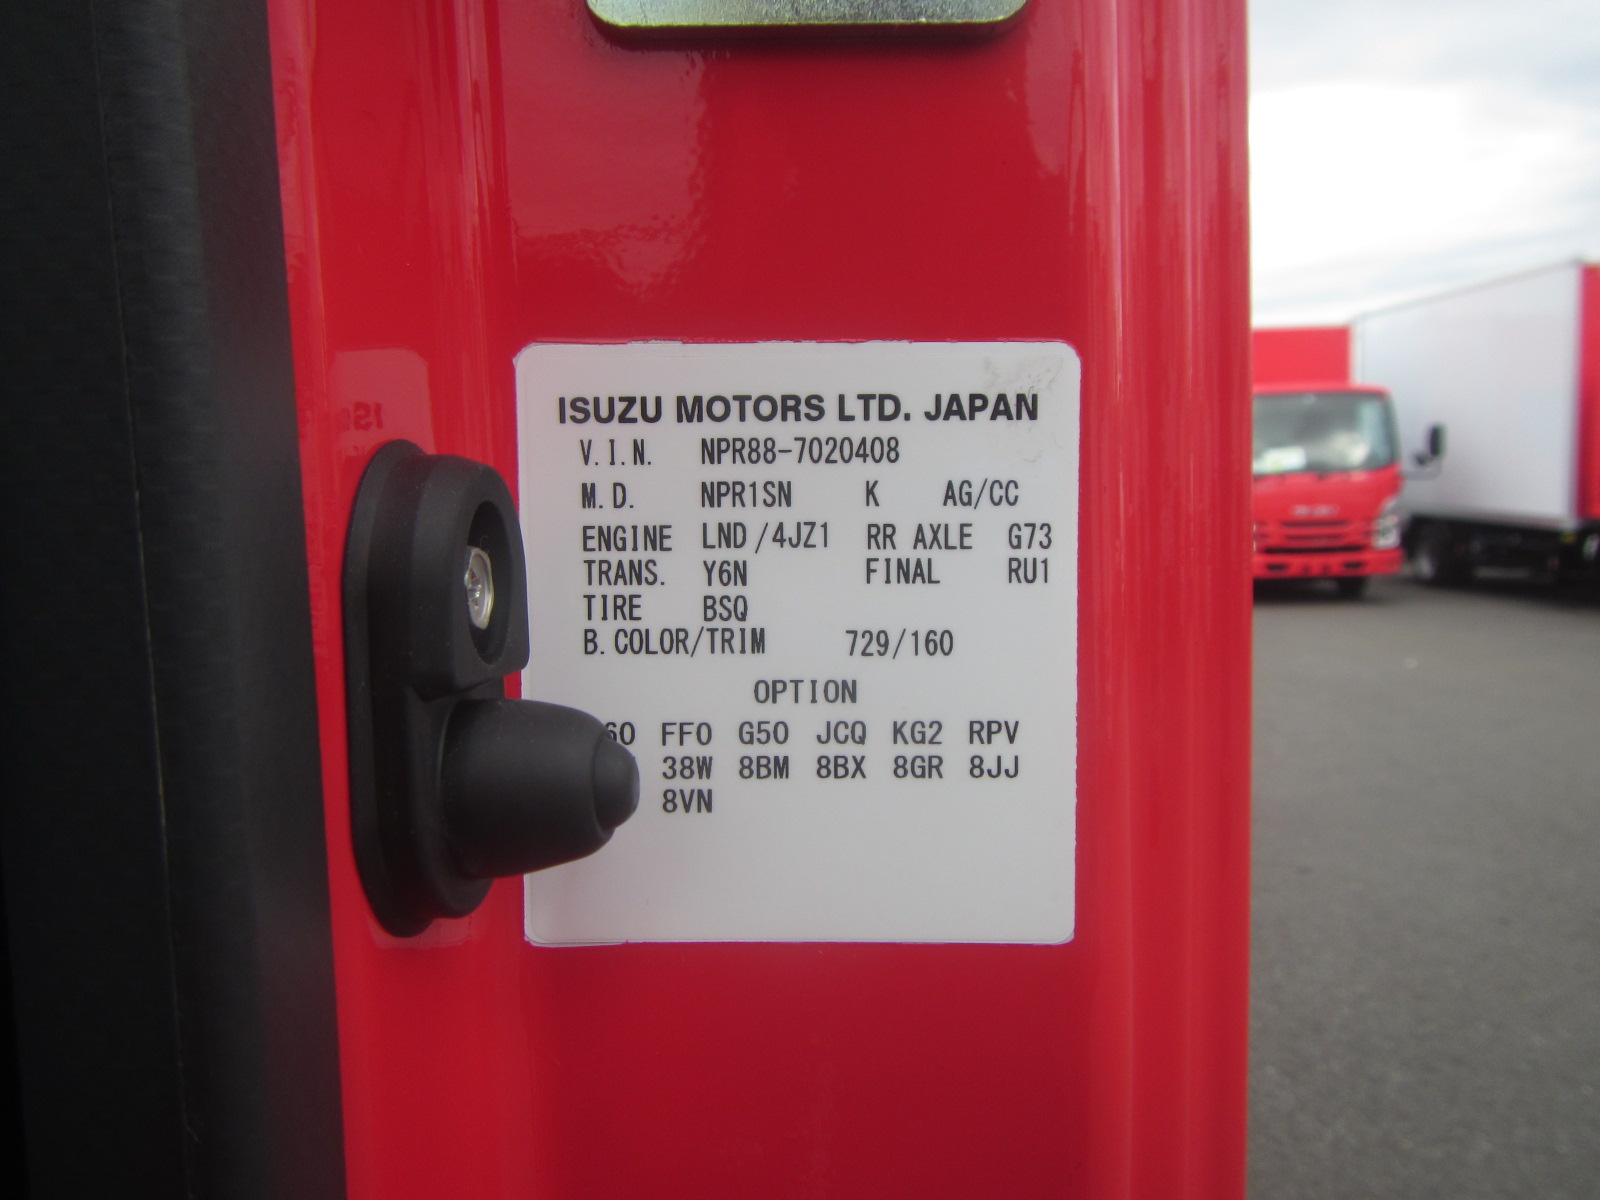 ISUZU MOTORS LTD. JAPAN
V.I.N. NPR88-7020408
M.D. NPR1SN K AG/CC
ENGINE LND/4JZ1 RR AXLE G73
TRANS. Y6N FINAL RU1
TIRE BSQ
B.COLOR/TRIM 729/160
OPTION
FF0 G50 JCQ KG2 RPV
38W 8BM 8BX 8GR 8JJ
8VN